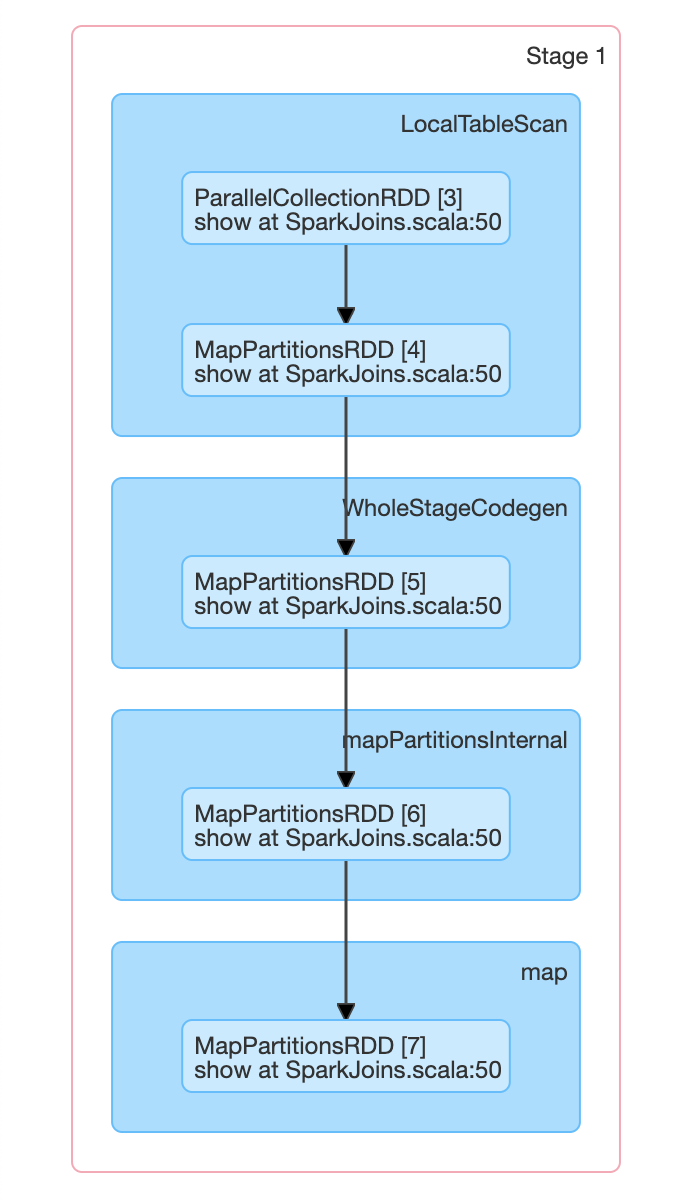 Stage 1
LocalTableScan
ParallelCollectionRDD [3]
show at SparkJoins.scala:50
MapPartitionsRDD [4]
show at SparkJoins.scala:50
WholeStageCodegen
MapPartitionsRDD [5]
show at SparkJoins.scala:50
mapPartitionsInternal
MapPartitionsRDD [6]
show at SparkJoins.scala:50
map
MapPartitionsRDD [7]
show at SparkJoins.scala:50